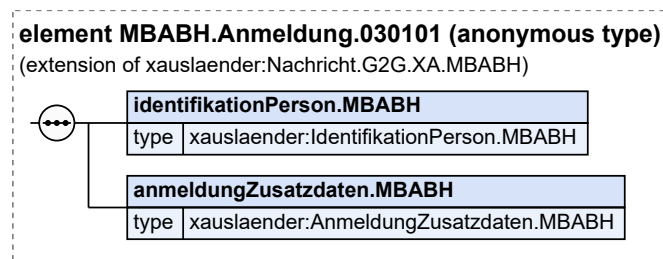 element MBABH.Anmeldung.030101 (anonymous type)
(extension of xauslaender:Nachricht.G2G.XA.MBABH)
identifikationPerson.MBABH
type xauslaender:IdentifikationPerson.MBABH
anmeldungZusatzdaten.MBABH
type xauslaender:AnmeldungZusatzdaten.MBABH